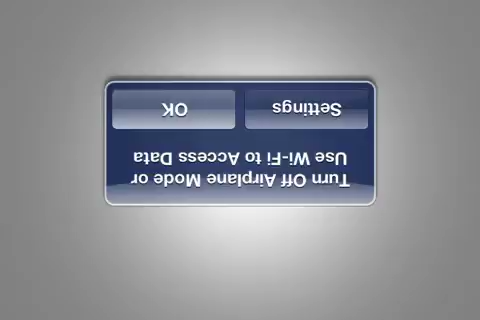 Turn Off Airplane Mode or
Use Wi-Fi to Access Data
Settings
OK